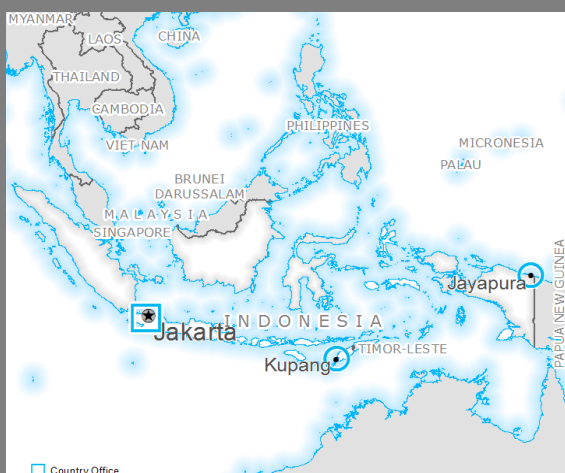 MYANMAR
LAOS
CHINA
THAILAND
CAMBODIA
VIET NAM
PHILIPPINES
MICRONESIA
PALAU
BRUNEI
DARUSSALAM
MALAYSIA
SINGAPORE
PAPUA NEW GUINEA
Jayapura
INDONESIA
Jakarta
TIMOR-LESTE
Kupang
Country Office